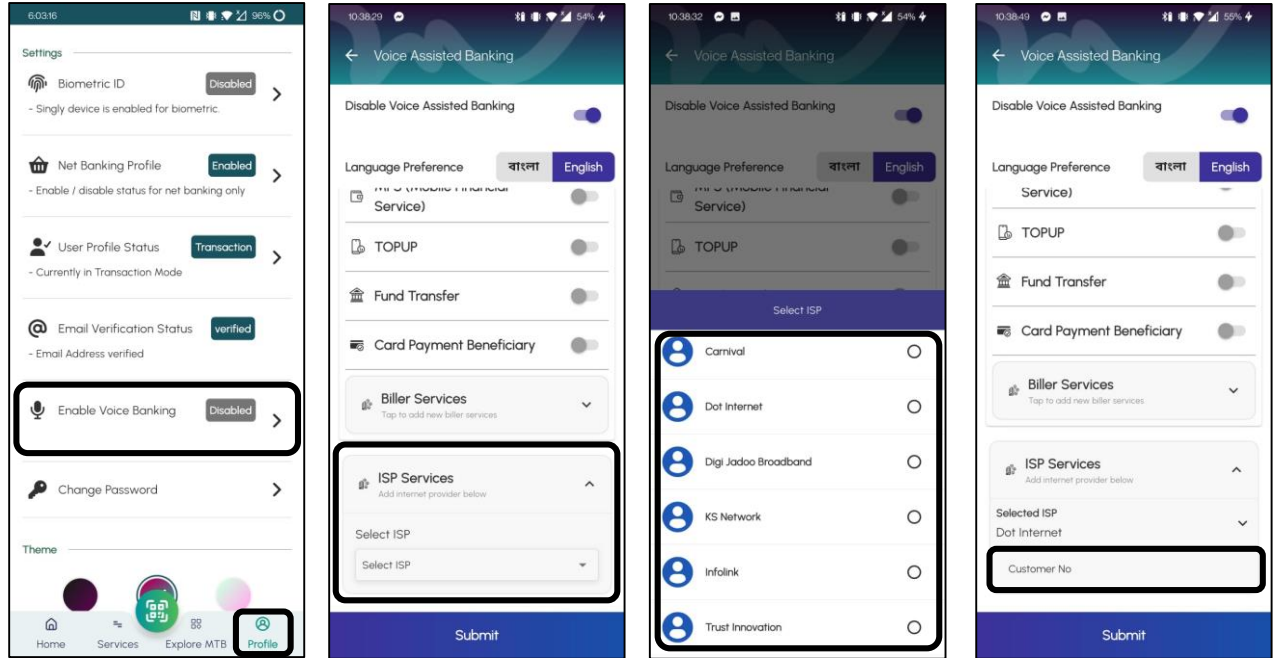 6:03:16
96%
Settings
Biometric ID
Disabled
- Singly device is enabled for biometric.
Net Banking Profile
Enabled
- Enable / disable status for net banking only
User Profile Status
Transaction
- Currently in Transaction Mode
Email Verification Status
verified
- Email Address verified
Enable Voice Banking
Disabled
Change Password
Theme
Home
Services
Explore MTB
Profile
10:38:29
54%
Voice Assisted Banking
Disable Voice Assisted Banking
Language Preference
বাংলা
English
MFS (Mobile Financial
Service)
TOPUP
Fund Transfer
Card Payment Beneficiary
Biller Services
Tap to add new biller services
ISP Services
Add internet provider below
Select ISP
Select ISP
Submit
10:38:32
54%
Voice Assisted Banking
Disable Voice Assisted Banking
Language Preference
বাংলা
English
MFS (Mobile Financial
Service)
TOPUP
Select ISP
Carnival
Dot Internet
Digi Jadoo Broadband
KS Network
Infolink
Trust Innovation
10:38:49
55%
Voice Assisted Banking
Disable Voice Assisted Banking
Language Preference
বাংলা
English
Service)
TOPUP
Fund Transfer
Card Payment Beneficiary
Biller Services
Tap to add new biller services
ISP Services
Add internet provider below
Selected ISP
Dot Internet
Customer No
Submit